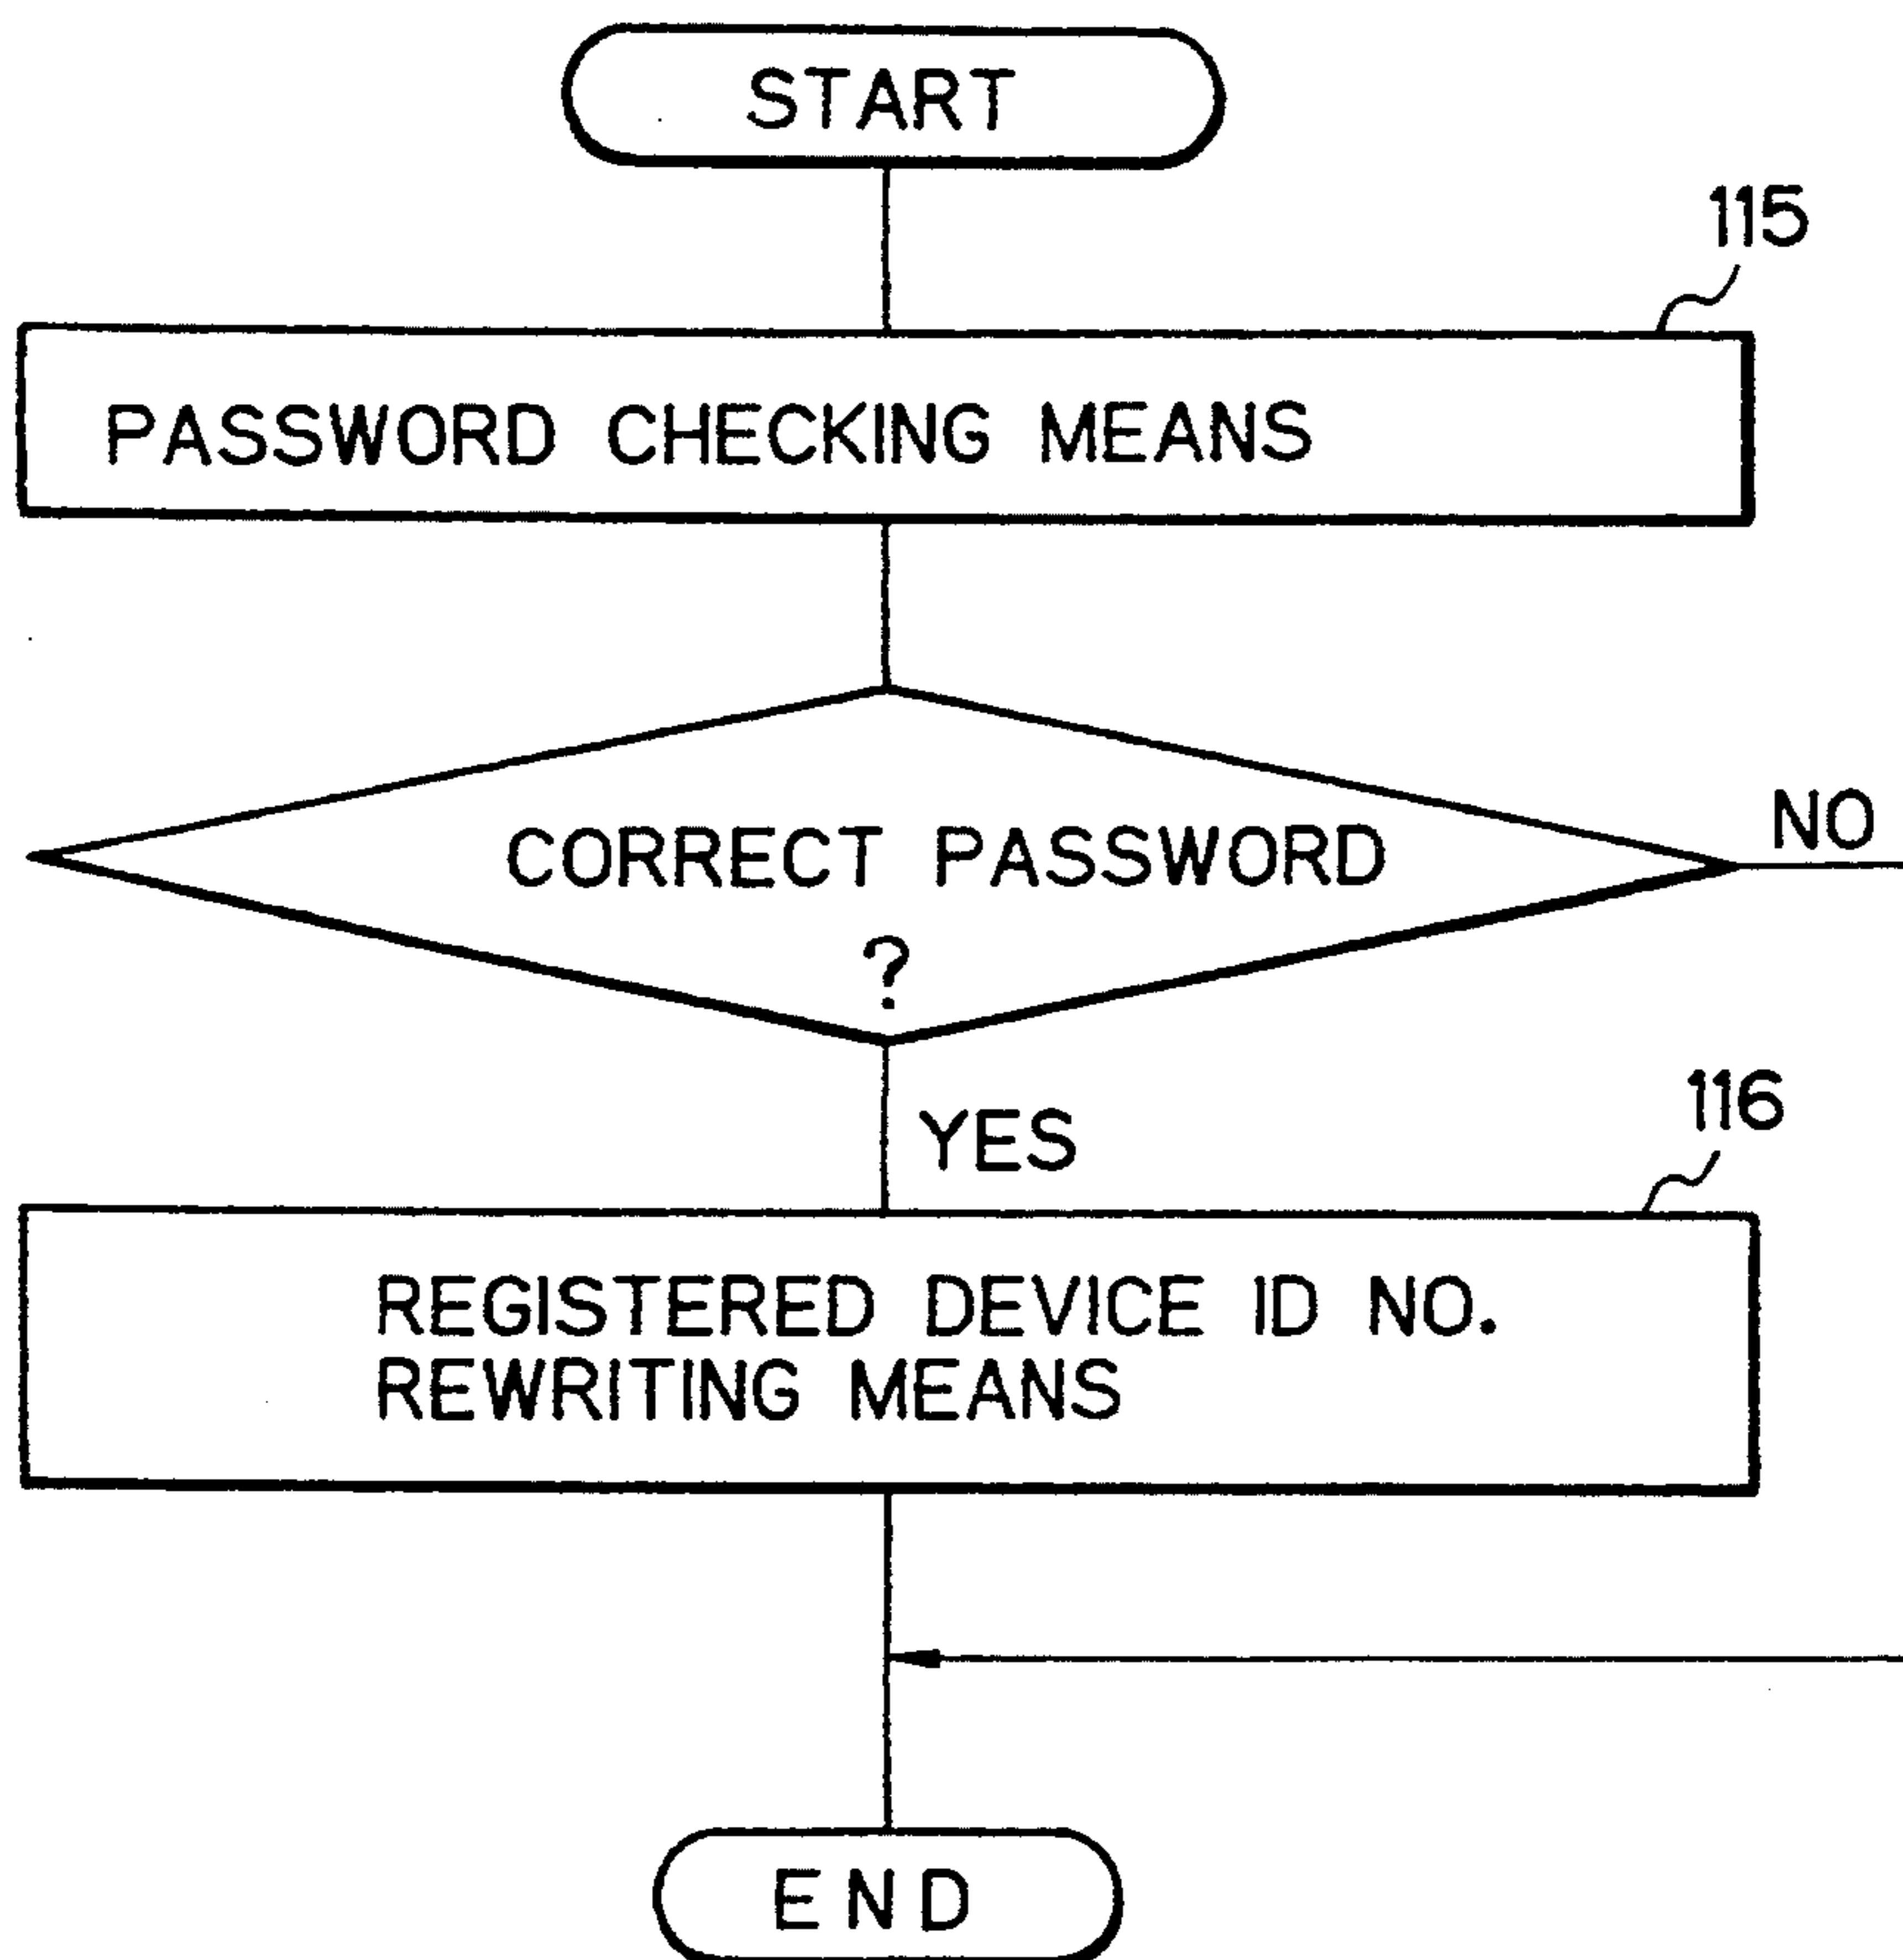 START
115
PASSWORD CHECKING MEANS
CORRECT PASSWORD
?
NO
YES
116
REGISTERED DEVICE ID NO.
REWRITING MEANS
END